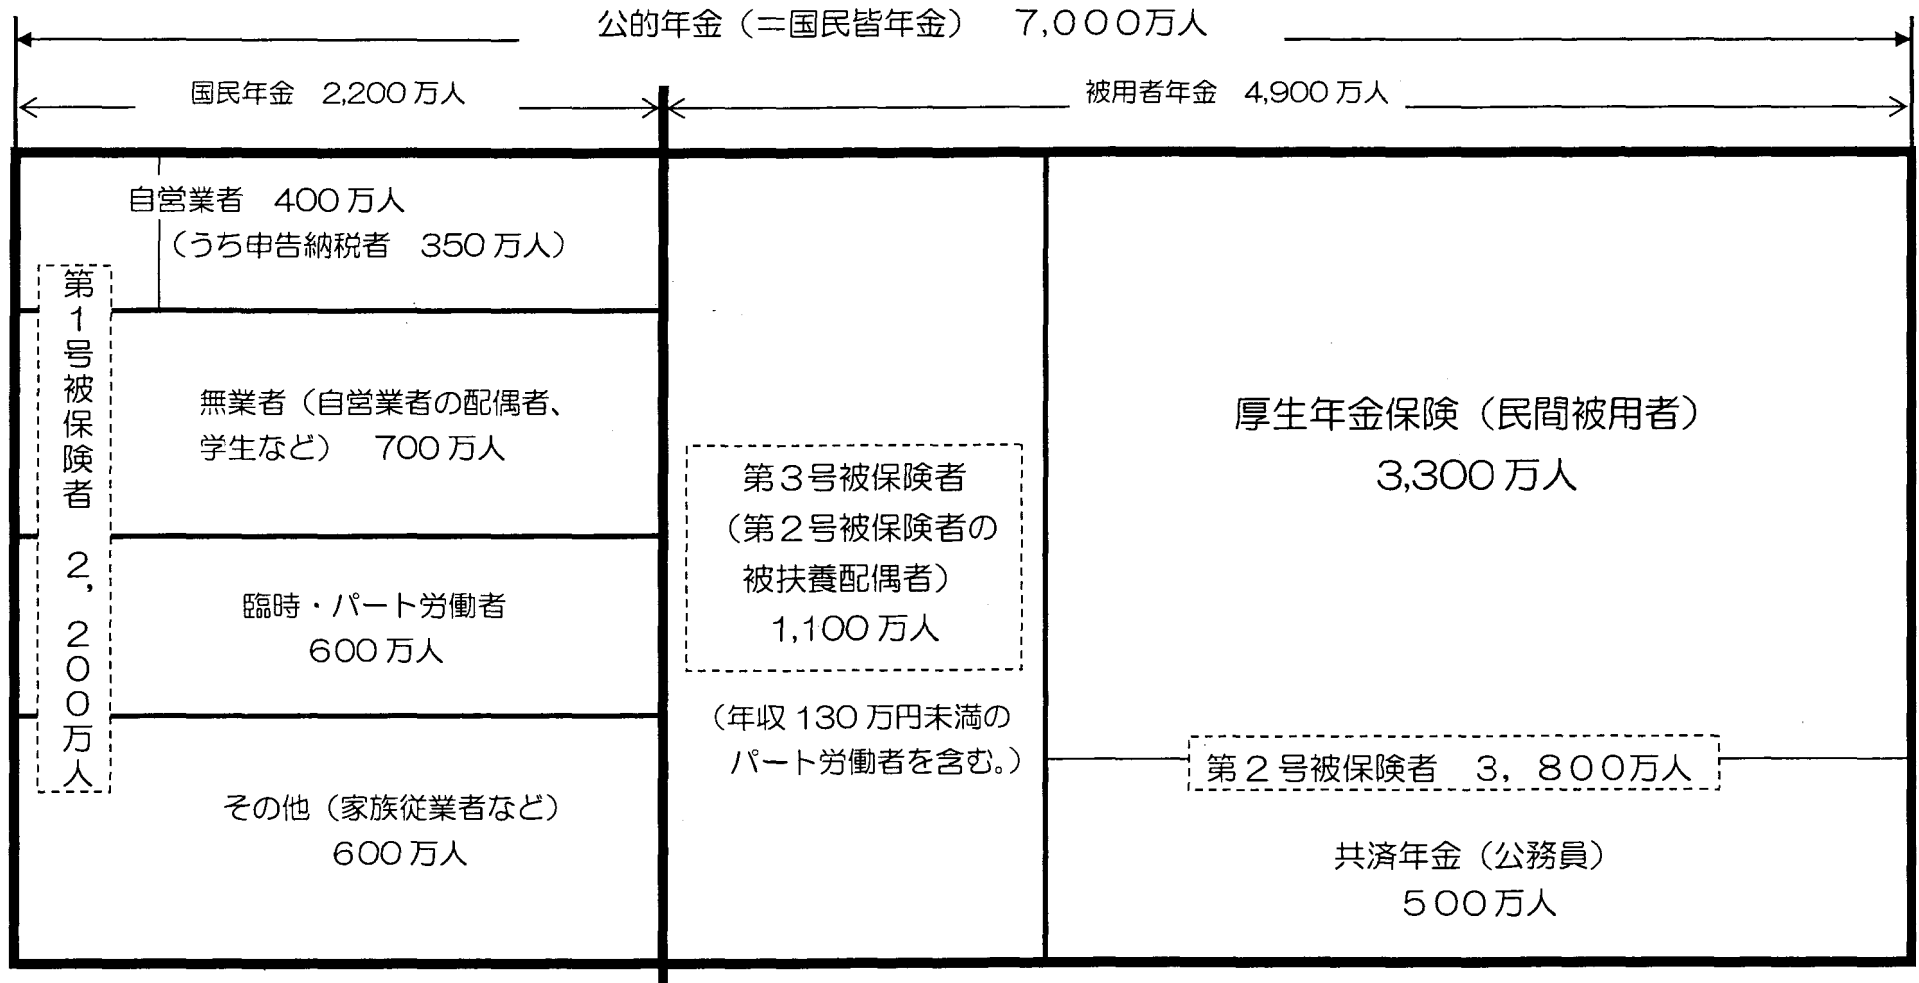 公的年金（＝国民皆年金）　7,000万人
国民年金　2,200万人
被用者年金　4,900万人
第1号被保険者　2，200万人
自営業者　400万人
（うち申告納税者　350万人）
無業者（自営業者の配偶者、
学生など）　700万人
臨時・パート労働者
600万人
その他（家族従業者など）
600万人
第3号被保険者
（第2号被保険者の
被扶養配偶者）
1,100万人
（年収130万円未満の
パート労働者を含む。）
厚生年金保険（民間被用者）
3,300万人
第2号被保険者　3，800万人
共済年金（公務員）
500万人